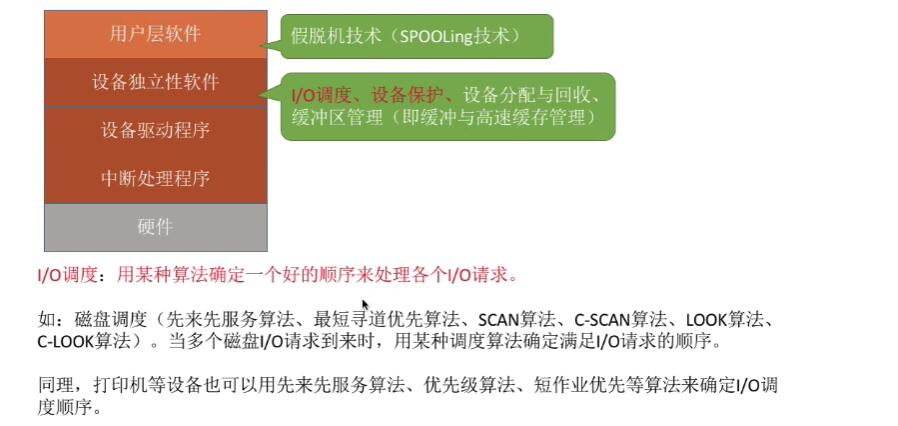 用户层软件
假脱机技术（SPOOLing技术）
设备独立性软件
I/O调度、设备保护、设备分配与回收、
缓冲区管理（即缓冲与高速缓存管理）
设备驱动程序
中断处理程序
硬件
I/O调度：用某种算法确定一个好的顺序来处理各个I/O请求。
如：磁盘调度（先来先服务算法、最短寻道优先算法、SCAN算法、C-SCAN算法、LOOK算法、
C-LOOK算法）。当多个磁盘I/O请求到来时，用某种调度算法确定满足I/O请求的顺序。
同理，打印机等设备也可以用先来先服务算法、优先级算法、短作业优先等算法来确定I/O调
度顺序。